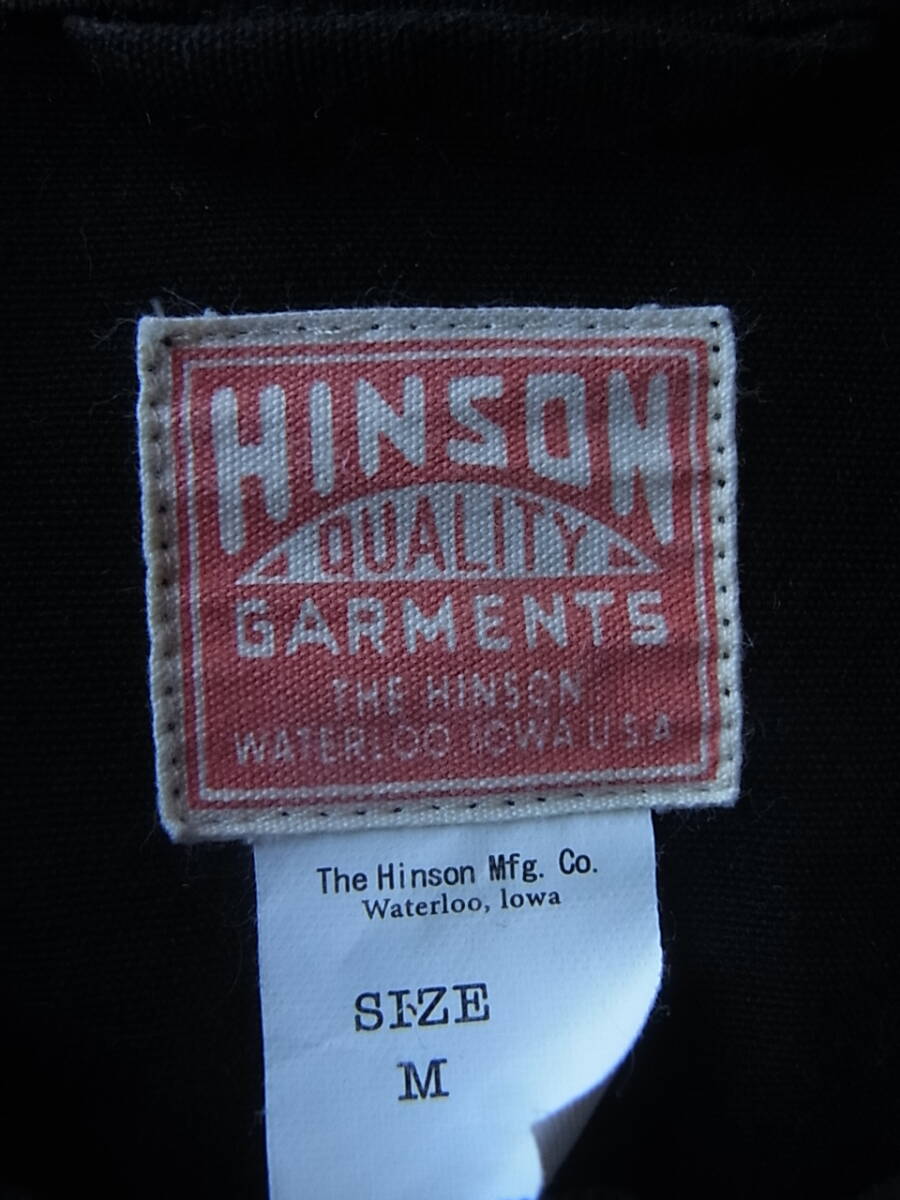 HINSON
QUALITY
GARMENTS
THE HINSON
WATERLOO IOWA U.S.A
The Hinson Mfg. Co.
Waterloo, Iowa
SIZE
M